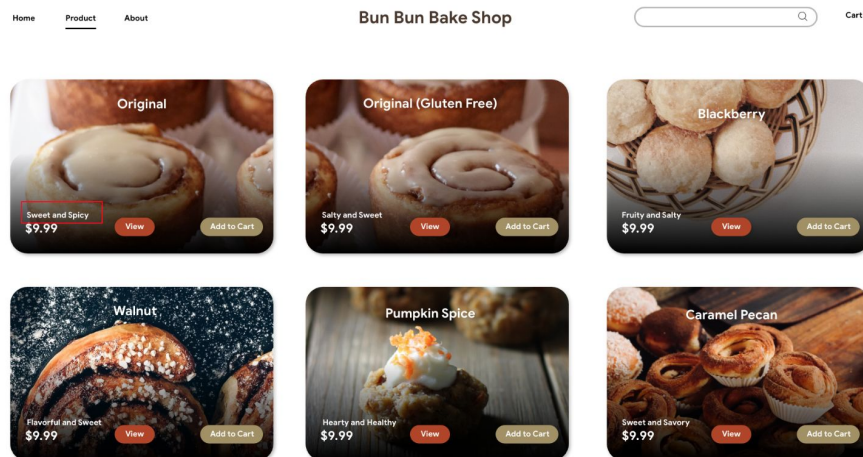 Home Product About Bun Bun Bake Shop Cart
Original Original (Gluten Free) Blackberry
Sweet and Spicy Salty and Sweet Fruity and Salty
$9.99 View Add to Cart $9.99 View Add to Cart $9.99 View Add to Cart
Walnut Pumpkin Spice Caramel Pecan
Flavorful and Sweet Hearty and Healthy Sweet and Savory
$9.99 View Add to Cart $9.99 View Add to Cart $9.99 View Add to Cart